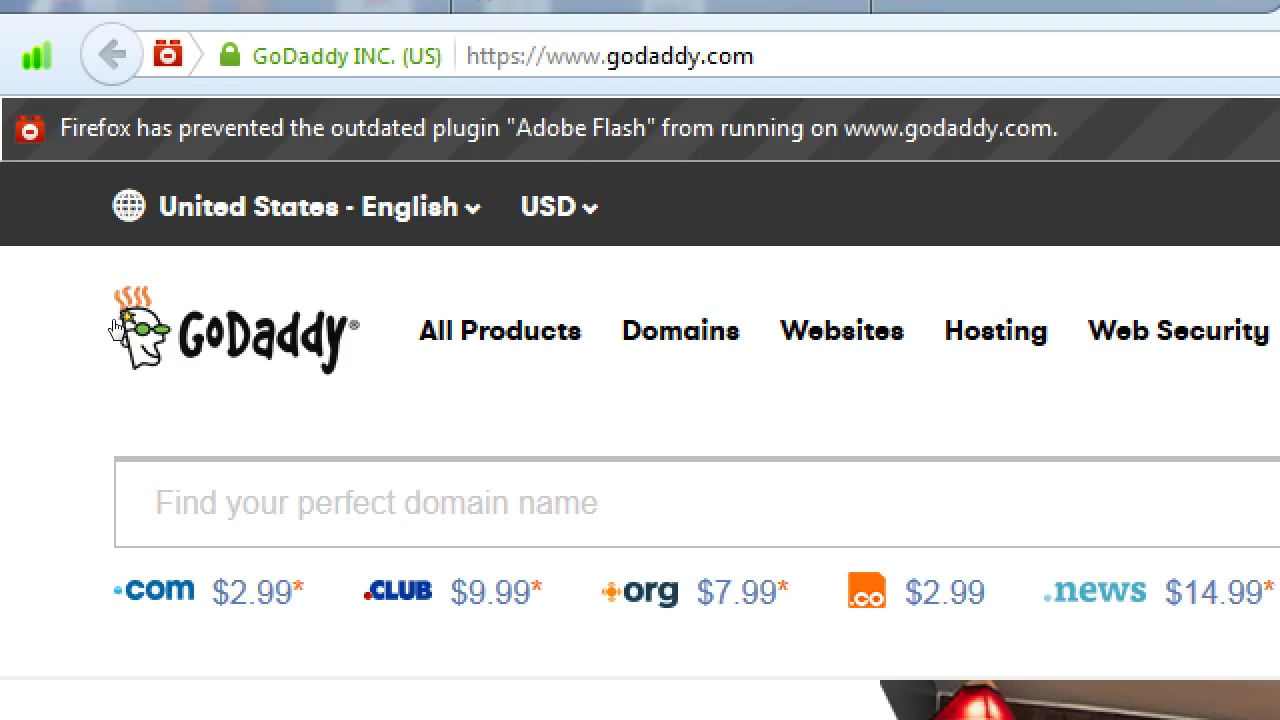 GoDaddy INC. (US) https://www.godaddy.com
Firefox has prevented the outdated plugin "Adobe Flash" from running on www.godaddy.com.
United States - English USD
GoDaddy® All Products Domains Websites Hosting Web Security
Find your perfect domain name
.com $2.99* .CLUB $9.99* .org $7.99* .co $2.99 .news $14.99*